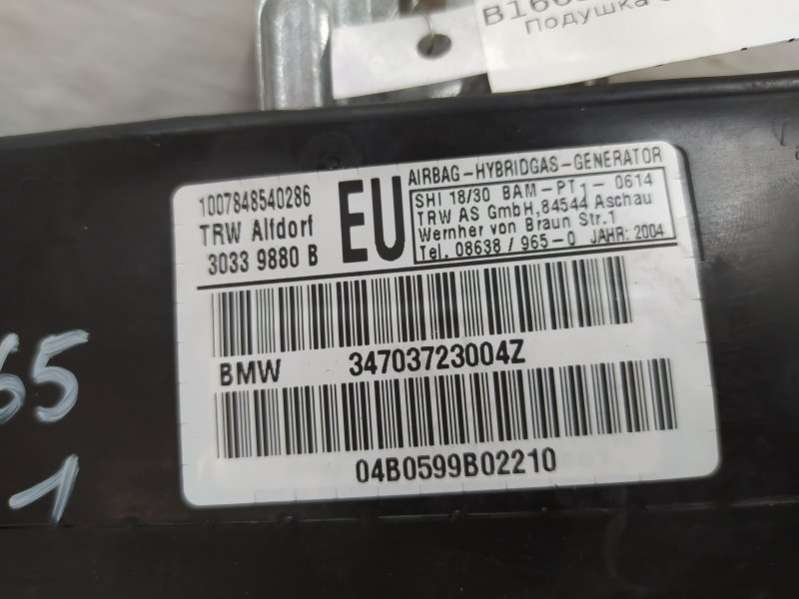 Подушка
1007848540286
TRW Alfdorf
3033 9880 B
EU
AIRBAG-HYBRIDGAS-GENERATOR
SHI 18/30 BAM-PT1-0614
TRW AS GmbH,84544 Aschau
Wernher von Braun Str.1
Tel. 08638 / 965-0 JAHR: 2004
BMW 34703723004Z
04B0599B02210
65
1